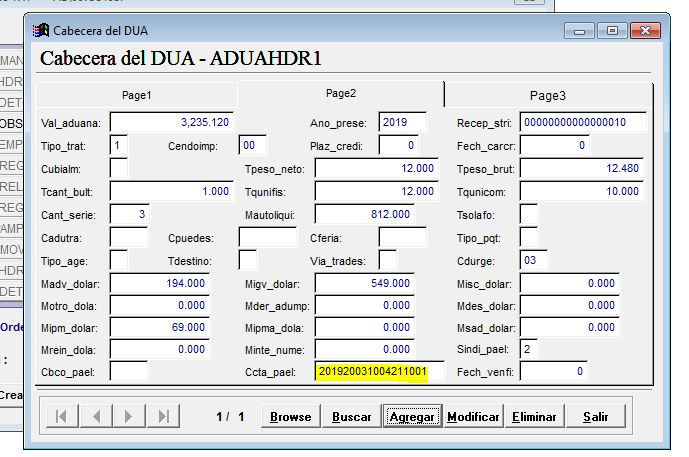 Cabecera del DUA
Cabecera del DUA - ADUAHDR1
Page1 Page2 Page3
Val_aduana: 3,235.120 Ano_prese: 2019 Recep_stri: 00000000000000010
Tipo_trat: 1 Cendoimp: 00 Plaz_credi: 0 Fech_carcr: 0
Cubialm: Tpeso_neto: 12.000 Tpeso_brut: 12.480
Tcant_bult: 1.000 Tqunifis: 12.000 Tqunicom: 10.000
Cant_serie: 3 Mautoliqui: 812.000 Tsolafo:
Cadutra: Cpuedes: Cferia: Tipo_pqt:
Tipo_age: Tdestino: Via_trades: Cdurge: 03
Madv_dolar: 194.000 Migv_dolar: 549.000 Misc_dolar: 0.000
Motro_dola: 0.000 Mder_adump: 0.000 Mdes_dolar: 0.000
Mipm_dolar: 69.000 Mipma_dola: 0.000 Msad_dolar: 0.000
Mrein_dola: 0.000 Minte_nume: 0.000 Sindi_pael: 2
Cbco_pael: Ccta_pael: 201920031004211001 Fech_venfi: 0
1 / 1 Browse Buscar Agregar Modificar Eliminar Salir
MAN
HDR
DET
OBS
EMP
REG
REL
REG
AMP
MOV
HDR
DET
Orde
:
Crea